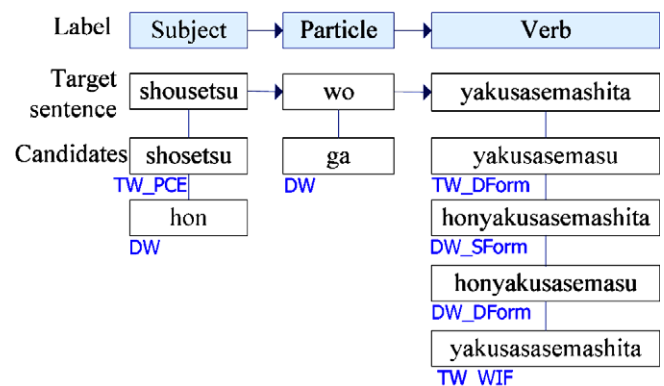 Label Subject Particle Verb
Target sentence shousetsu wo yakusasemashita
Candidates shosetsu ga yakusasemasu
TW_PCE DW TW_DForm
hon honyakusasemashita
DW DW_SForm
honyakusasemasu
DW_DForm
yakusasasemashita
TW_WIF